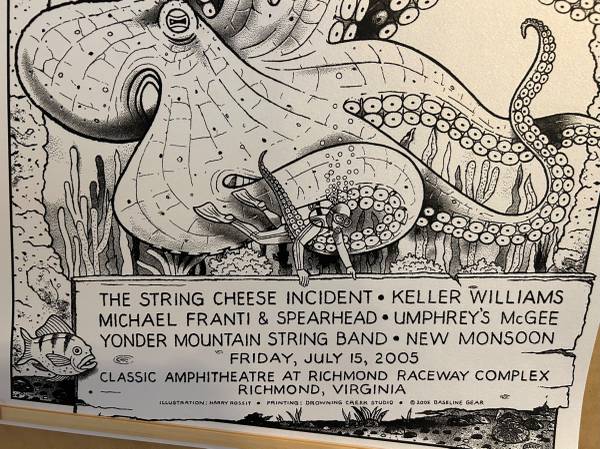 THE STRING CHEESE INCIDENT • KELLER WILLIAMS
MICHAEL FRANTI & SPEARHEAD • UMPHREY'S McGEE
YONDER MOUNTAIN STRING BAND • NEW MONSOON
FRIDAY, JULY 15, 2005
CLASSIC AMPHITHEATRE AT RICHMOND RACEWAY COMPLEX
RICHMOND, VIRGINIA
ILLUSTRATION: HARRY ROSSIT • PRINTING: DROWNING CREEK STUDIO • © 2005 BASELINE GEAR